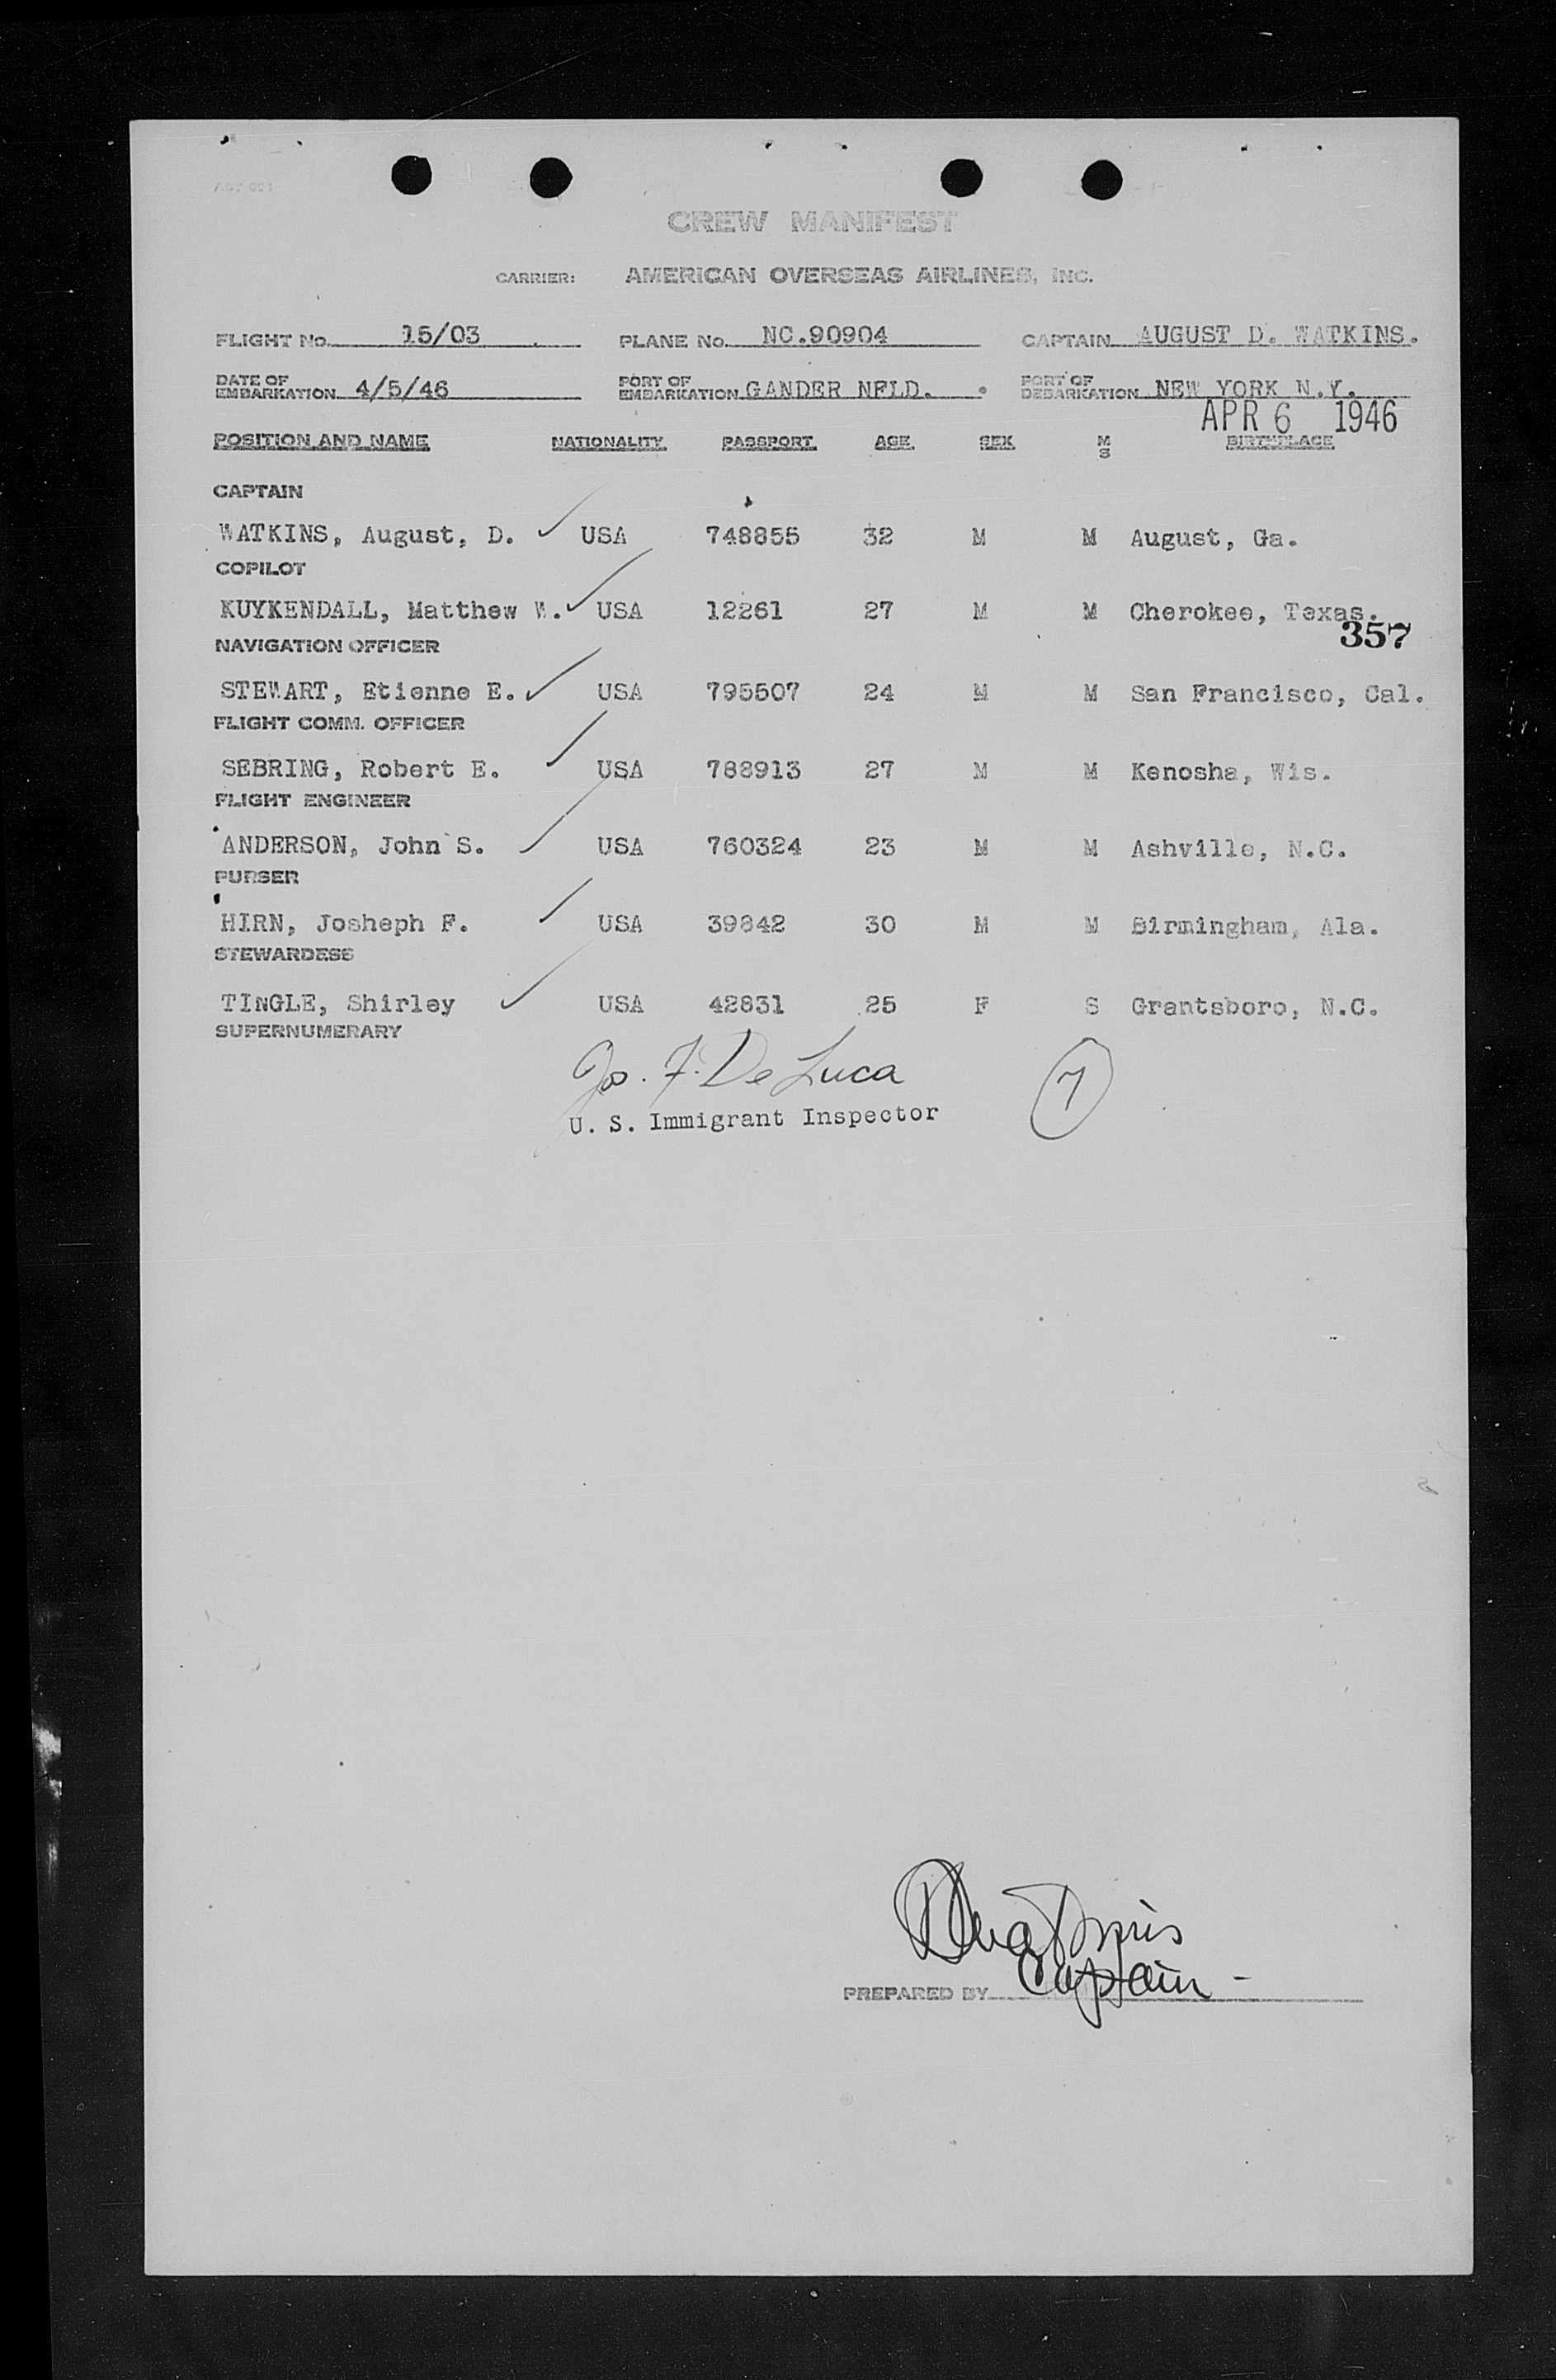 CREW MANIFEST
CARRIER: AMERICAN OVERSEAS AIRLINES, INC.
FLIGHT No. 15/03 PLANE No. NC.90904 CAPTAIN AUGUST D. WATKINS.
DATE OF EMBARKATION 4/5/46 PORT OF EMBARKATION GANDER NFLD. PORT OF DEBARKATION NEW YORK N.Y.
APR 6 1946
POSITION AND NAME NATIONALITY PASSPORT AGE SEX M S BIRTHPLACE
CAPTAIN
WATKINS, August, D. USA 748855 32 M M August, Ga.
COPILOT
KUYKENDALL, Matthew W. USA 12261 27 M M Cherokee, Texas.
357
NAVIGATION OFFICER
STEWART, Etienne E. USA 795507 24 M M San Francisco, Cal.
FLIGHT COMM. OFFICER
SEBRING, Robert E. USA 788913 27 M M Kenosha, Wis.
FLIGHT ENGINEER
ANDERSON, John S. USA 760324 23 M M Ashville, N.C.
PURSER
HIRN, Josheph F. USA 39842 30 M M Birmingham, Ala.
STEWARDESS
TINGLE, Shirley USA 42831 25 F S Grantsboro, N.C.
SUPERNUMERARY
Jos. F. De Luca 7
U. S. Immigrant Inspector
Captain -
PREPARED BY